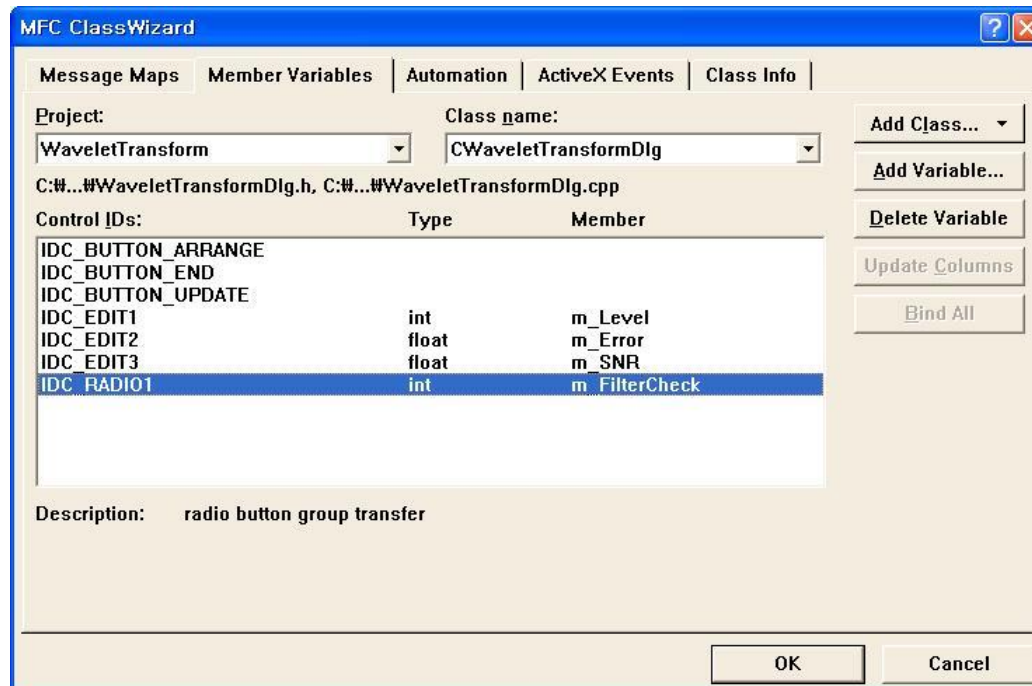 MFC ClassWizard
Message Maps Member Variables Automation ActiveX Events Class Info
Project: Class name:
WaveletTransform CWaveletTransformDlg
C:₩...₩WaveletTransformDlg.h, C:₩...₩WaveletTransformDlg.cpp
Control IDs: Type Member
IDC_BUTTON_ARRANGE
IDC_BUTTON_END
IDC_BUTTON_UPDATE
IDC_EDIT1 int m_Level
IDC_EDIT2 float m_Error
IDC_EDIT3 float m_SNR
IDC_RADIO1 int m_FilterCheck
Description: radio button group transfer
Add Class...
Add Variable...
Delete Variable
Update Columns
Bind All
OK Cancel